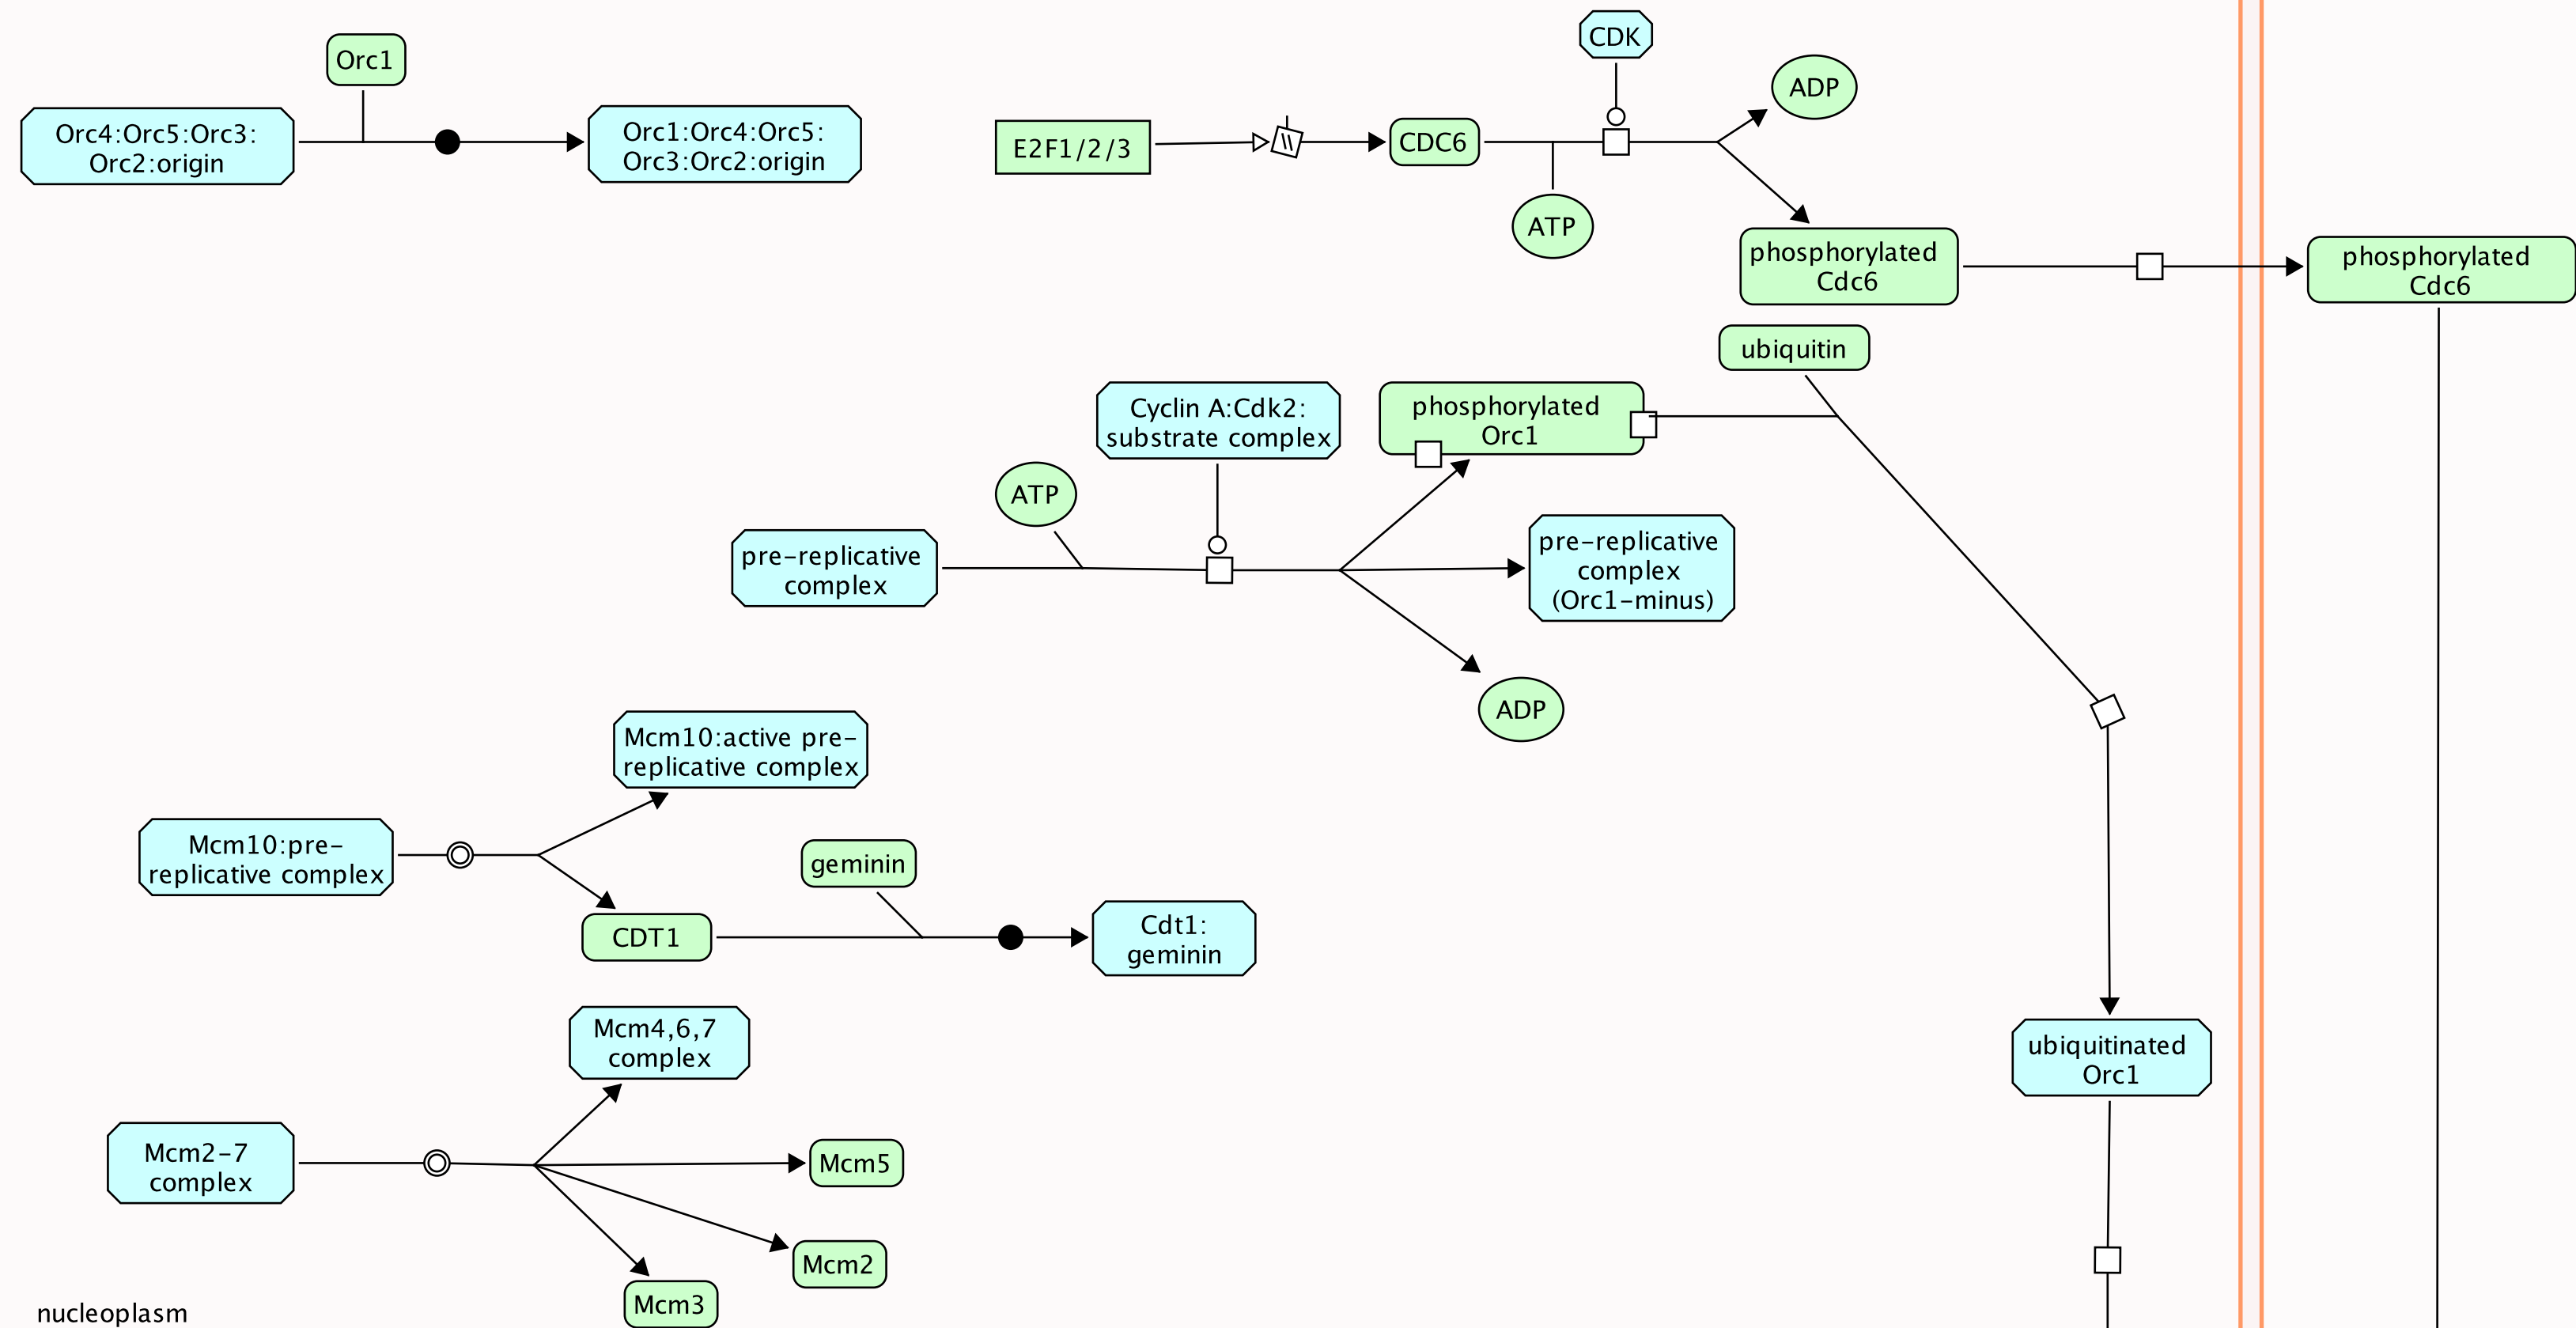 CDK
Orc1
ADP
Orc4:Orc5:Orc3:
Orc2:origin
Orc1:Orc4:Orc5:
Orc3:Orc2:origin
E2F1/2/3
CDC6
ATP
phosphorylated
Cdc6
phosphorylated
Cdc6
ubiquitin
Cyclin A:Cdk2:
substrate complex
phosphorylated
Orc1
ATP
pre-replicative
complex
pre-replicative
complex
(Orc1-minus)
ADP
Mcm10:active pre-
replicative complex
Mcm10:pre-
replicative complex
geminin
CDT1
Cdt1:
geminin
Mcm4,6,7
complex
ubiquitinated
Orc1
Mcm2-7
complex
Mcm5
Mcm2
Mcm3
nucleoplasm